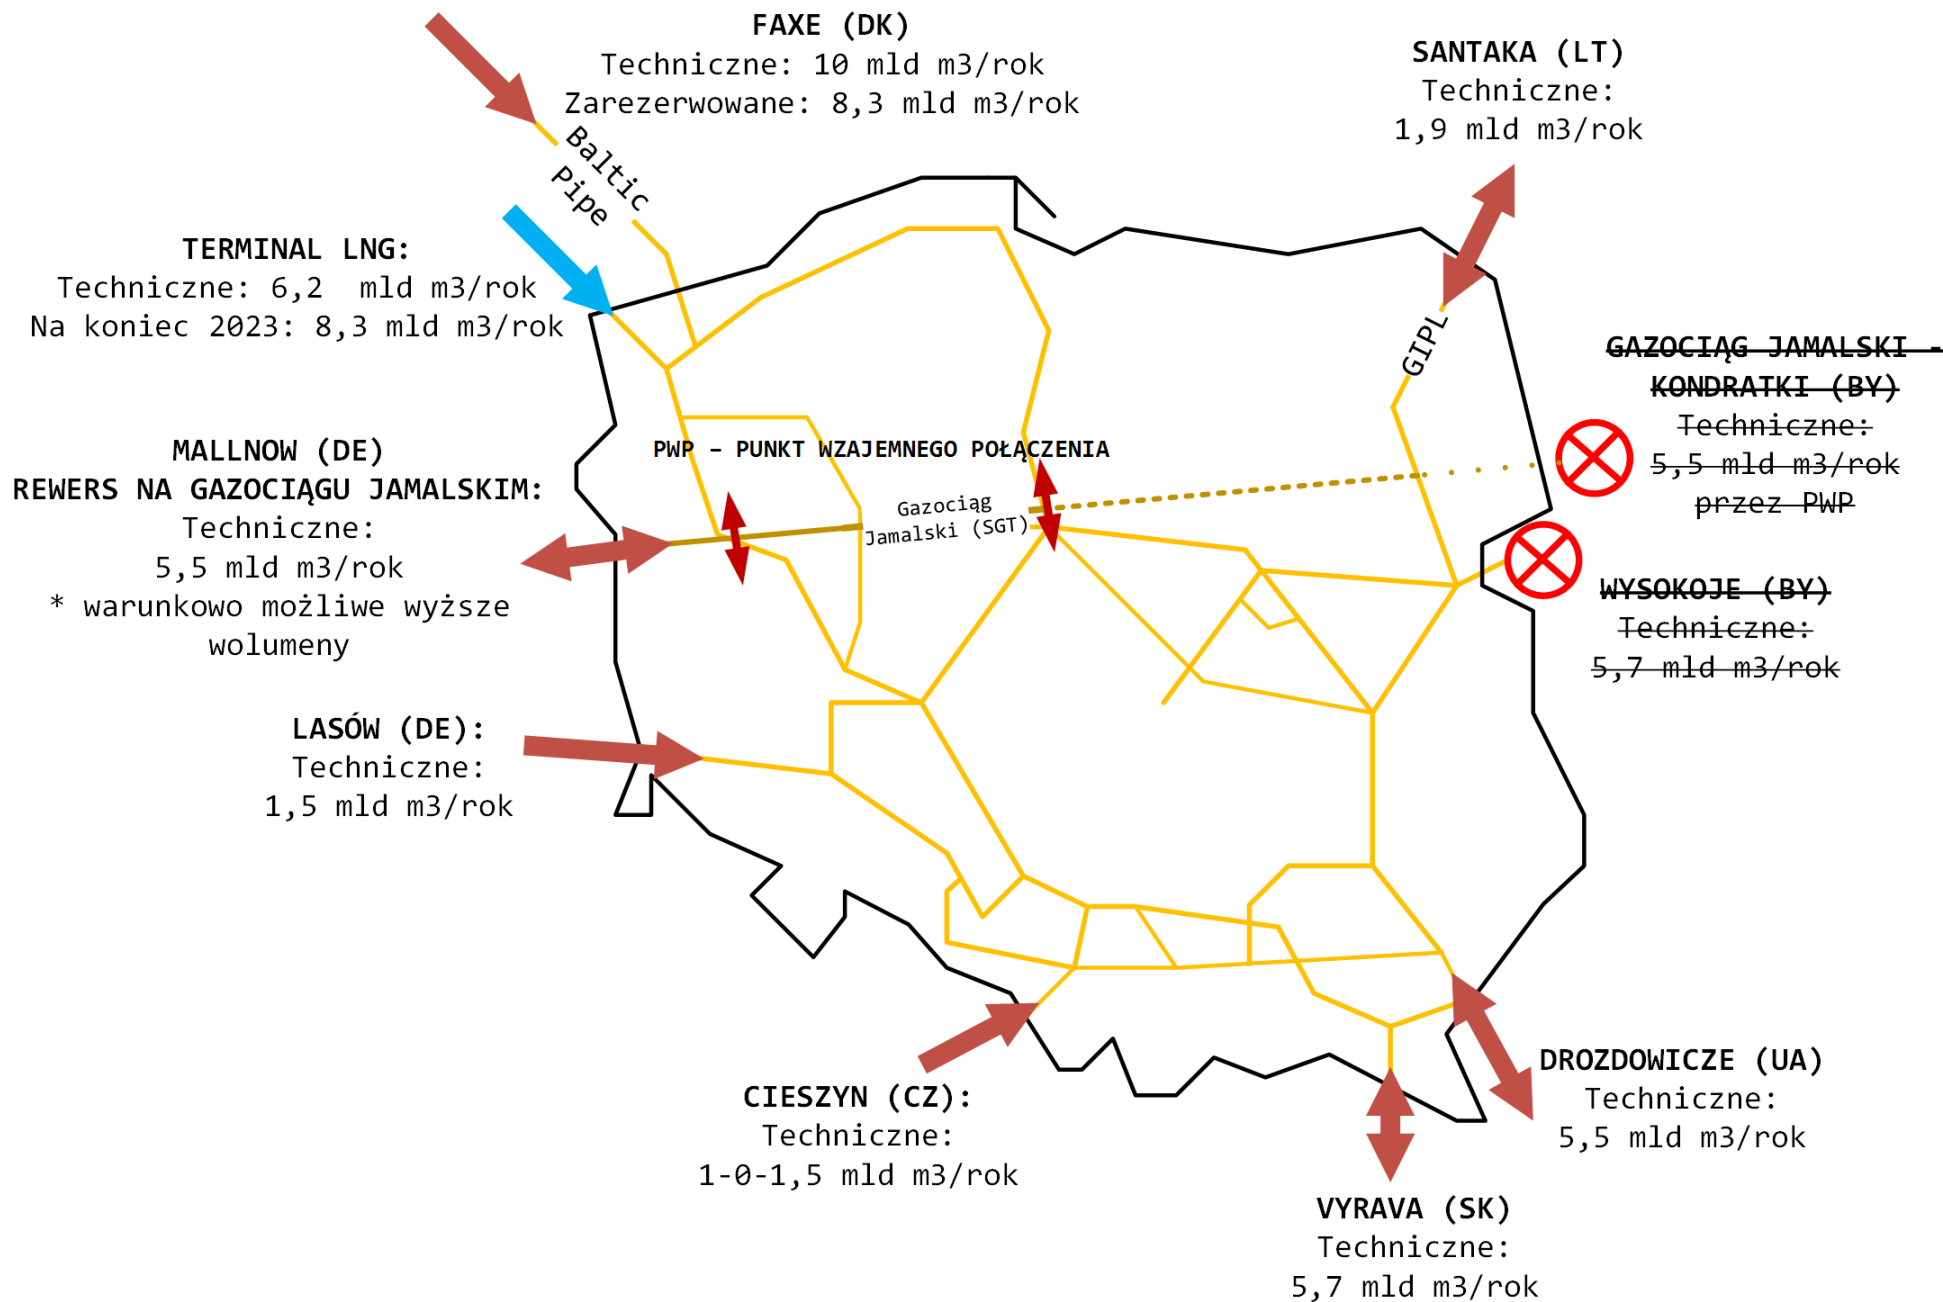 FAXE (DK)
Techniczne: 10 mld m3/rok
Zarezerwowane: 8,3 mld m3/rok
SANTAKA (LT)
Techniczne:
1,9 mld m3/rok
Baltic
Pipe
TERMINAL LNG:
Techniczne: 6,2 mld m3/rok
Na koniec 2023: 8,3 mld m3/rok
GIPL
GAZOCIĄG JAMALSKI -
KONDRATKI (BY)
Techniczne:
5,5 mld m3/rok
przez PWP
MALLNOW (DE)
REWERS NA GAZOCIĄGU JAMALSKIM:
Techniczne:
5,5 mld m3/rok
* warunkowo możliwe wyższe
wolumeny
PWP – PUNKT WZAJEMNEGO POŁĄCZENIA
Gazociąg
Jamalski (SGT)
WYSOKOJE (BY)
Techniczne:
5,7 mld m3/rok
LASÓW (DE):
Techniczne:
1,5 mld m3/rok
CIESZYN (CZ):
Techniczne:
1-0-1,5 mld m3/rok
DROZDOWICZE (UA)
Techniczne:
5,5 mld m3/rok
VYRAVA (SK)
Techniczne:
5,7 mld m3/rok